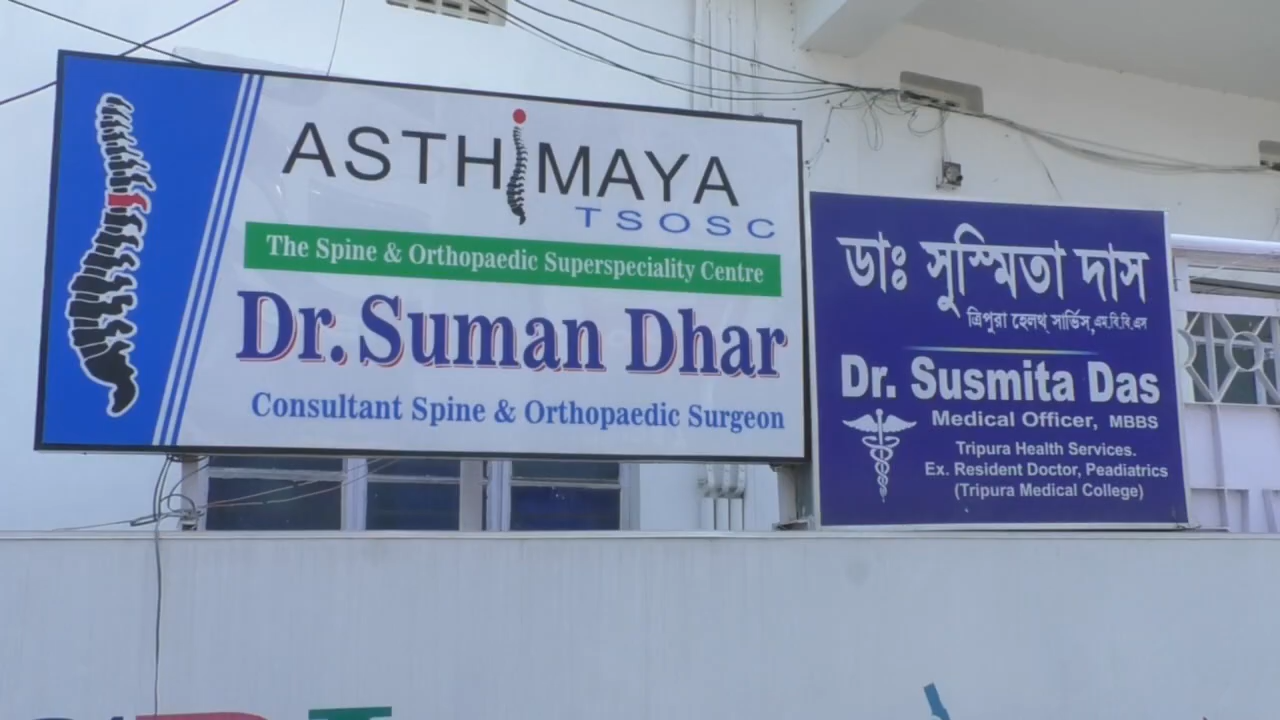 ASTHIMAYA
TSOSC
The Spine & Orthopaedic Superspeciality Centre
Dr. Suman Dhar
Consultant Spine & Orthopaedic Surgeon
ডাঃ সুস্মিতা দাস
ত্রিপুরা হেলথ্ সার্ভিস, এম.বি.বি.এস
Dr. Susmita Das
Medical Officer, MBBS
Tripura Health Services.
Ex. Resident Doctor, Peadiatrics
(Tripura Medical College)